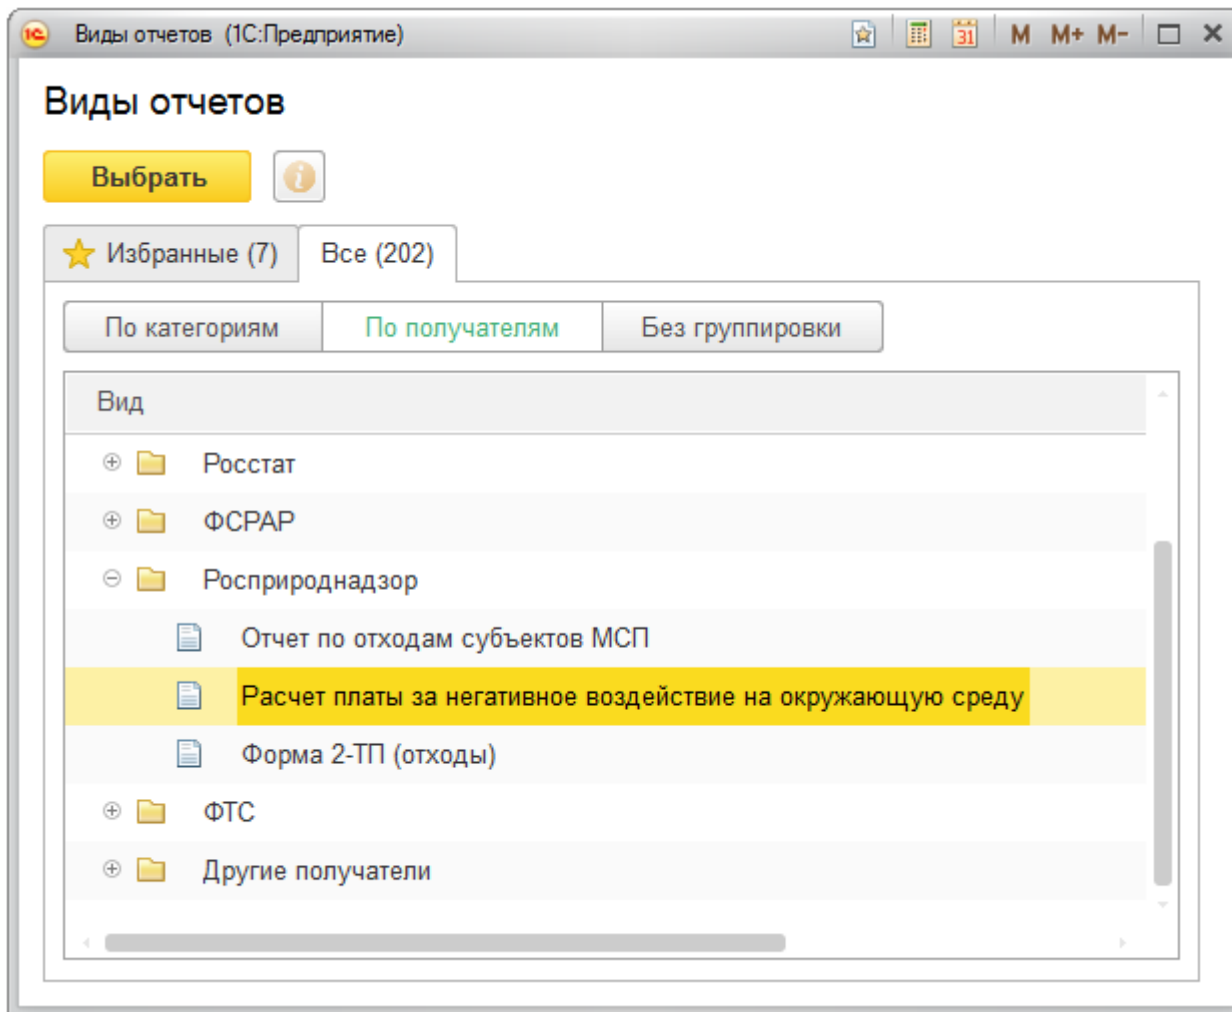 1С Виды отчетов (1С:Предприятие) 31 M M+ M-
Виды отчетов
Выбрать i
Избранные (7) Все (202)
По категориям По получателям Без группировки
Вид
Росстат
ФСРАР
Росприроднадзор
Отчет по отходам субъектов МСП
Расчет платы за негативное воздействие на окружающую среду
Форма 2-ТП (отходы)
ФТС
Другие получатели